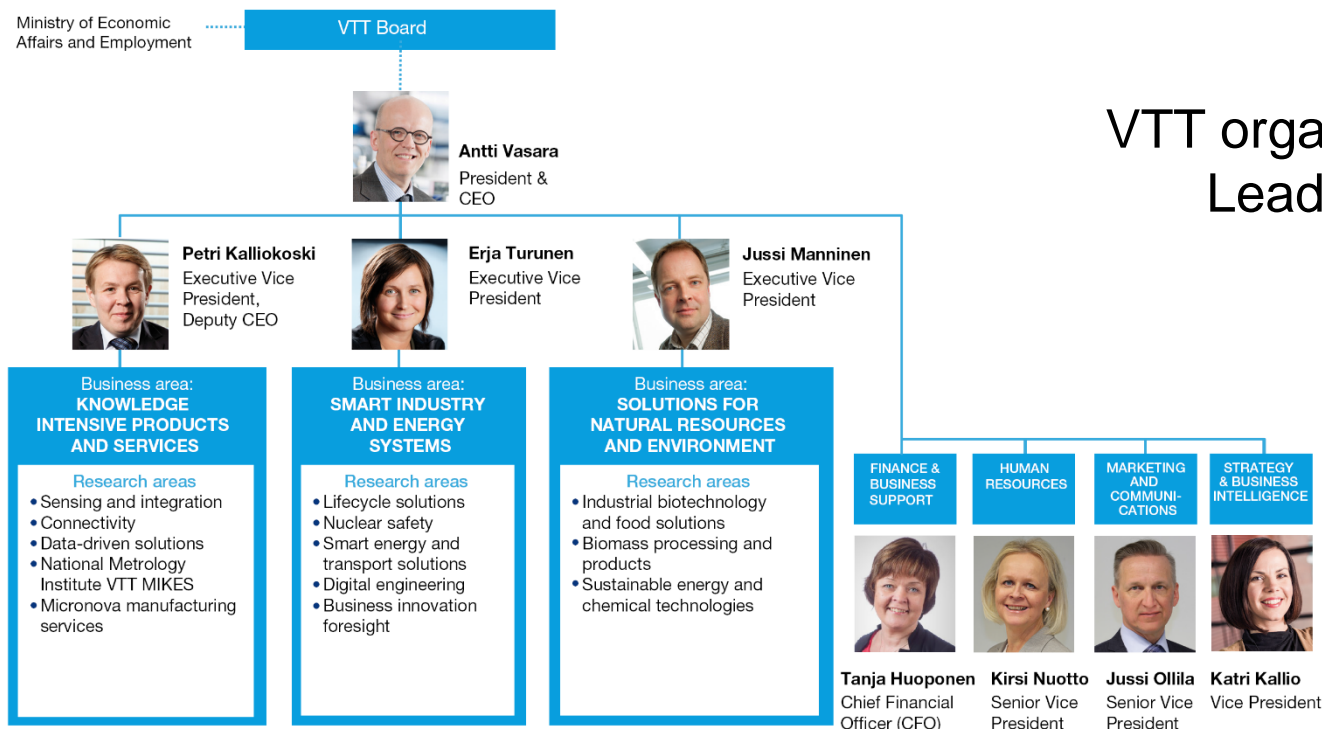 Ministry of Economic
Affairs and Employment
VTT Board
VTT orga
Lead
Antti Vasara
President &
CEO
Petri Kalliokoski
Executive Vice
President,
Deputy CEO
Erja Turunen
Executive Vice
President
Jussi Manninen
Executive Vice
President
Business area:
KNOWLEDGE
INTENSIVE PRODUCTS
AND SERVICES
Research areas
• Sensing and integration
• Connectivity
• Data-driven solutions
• National Metrology
Institute VTT MIKES
• Micronova manufacturing
services
Business area:
SMART INDUSTRY
AND ENERGY
SYSTEMS
Research areas
• Lifecycle solutions
• Nuclear safety
• Smart energy and
transport solutions
• Digital engineering
• Business innovation
foresight
Business area:
SOLUTIONS FOR
NATURAL RESOURCES
AND ENVIRONMENT
Research areas
• Industrial biotechnology
and food solutions
• Biomass processing and
products
• Sustainable energy and
chemical technologies
FINANCE &
BUSINESS
SUPPORT
HUMAN
RESOURCES
MARKETING
AND
COMMUNI-
CATIONS
STRATEGY
& BUSINESS
INTELLIGENCE
Tanja Huoponen
Chief Financial
Officer (CFO)
Kirsi Nuotto
Senior Vice
President
Jussi Ollila
Senior Vice
President
Katri Kallio
Vice President